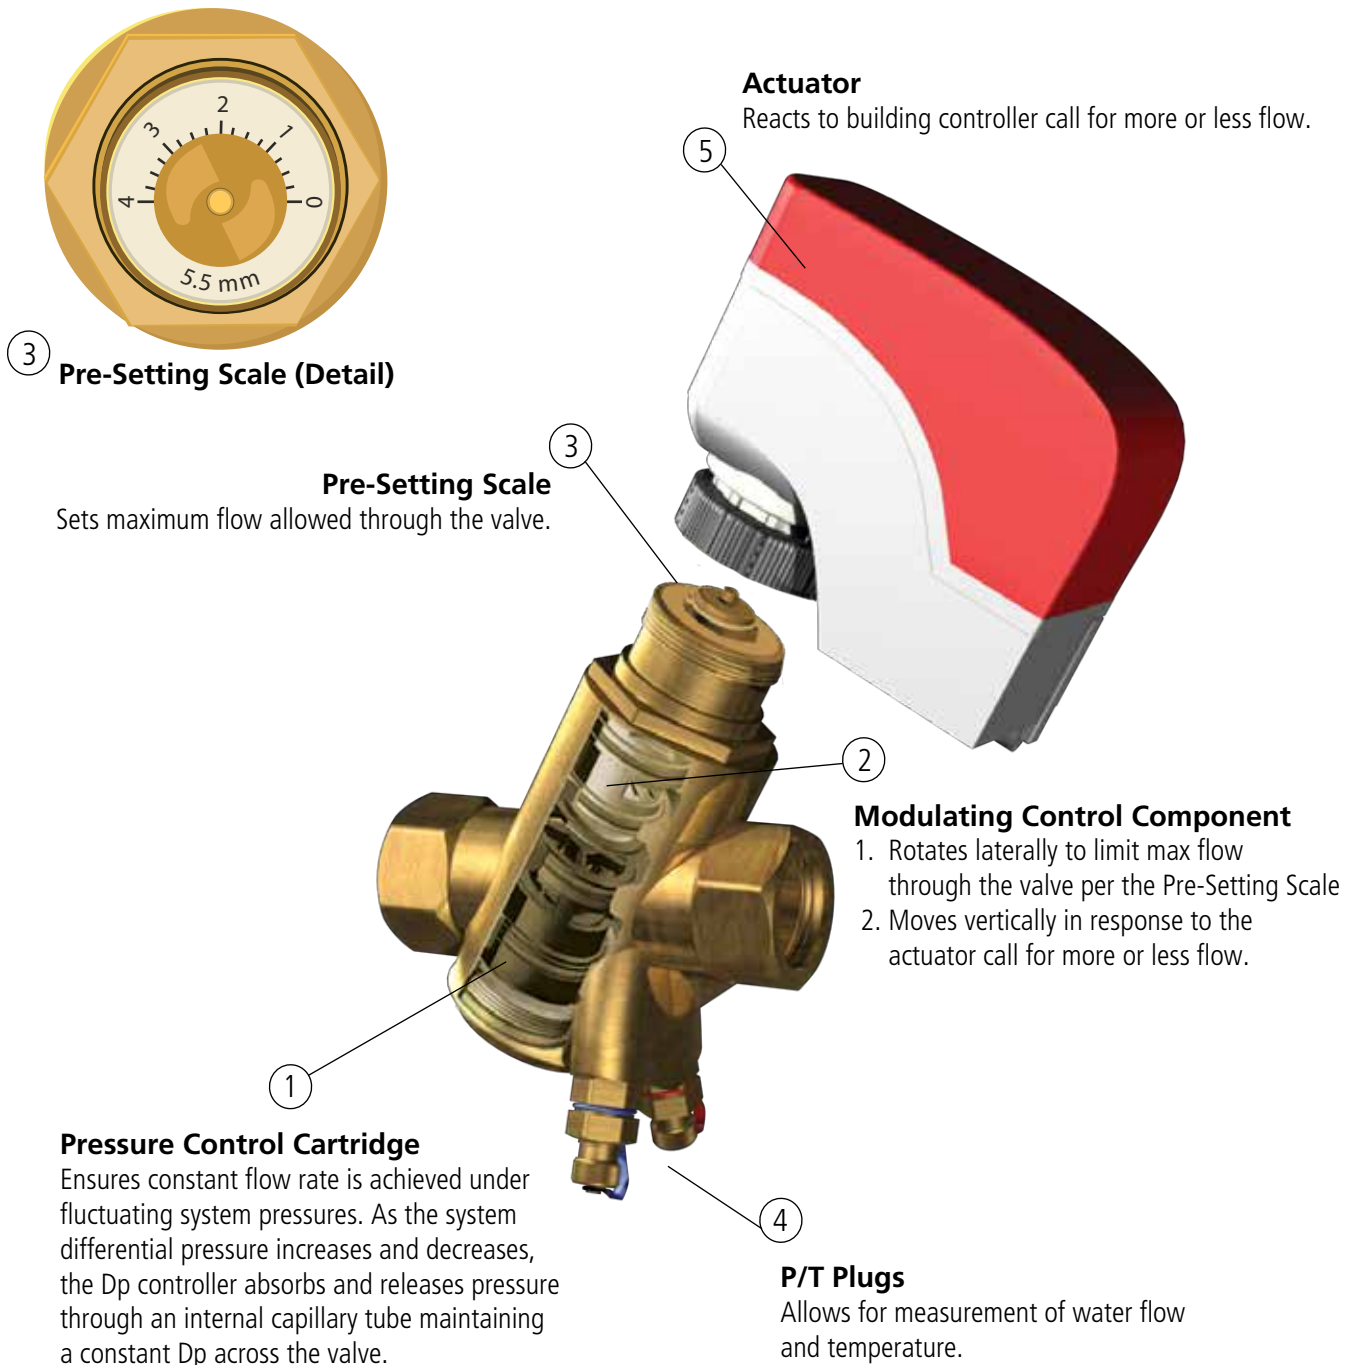 2
3
1
4
0
5.5 mm
3
Pre-Setting Scale (Detail)
Actuator
Reacts to building controller call for more or less flow.
5
3
Pre-Setting Scale
Sets maximum flow allowed through the valve.
2
Modulating Control Component
1. Rotates laterally to limit max flow
through the valve per the Pre-Setting Scale
2. Moves vertically in response to the
actuator call for more or less flow.
1
Pressure Control Cartridge
Ensures constant flow rate is achieved under
fluctuating system pressures. As the system
differential pressure increases and decreases,
the Dp controller absorbs and releases pressure
through an internal capillary tube maintaining
a constant Dp across the valve.
4
P/T Plugs
Allows for measurement of water flow
and temperature.